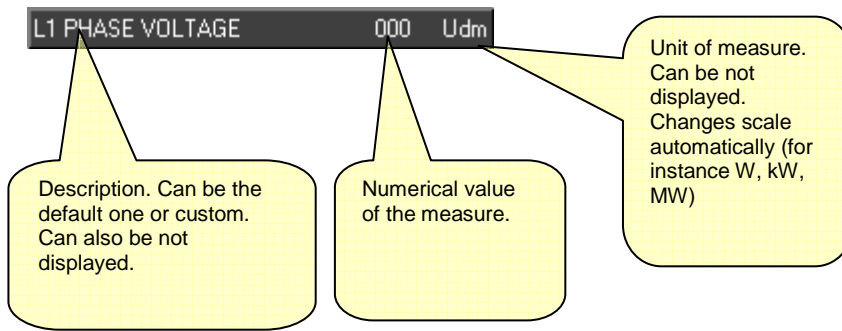 L1 PHASE VOLTAGE 000 Udm
Unit of measure.
Can be not
displayed.
Changes scale
automatically (for
instance W, kW,
MW)
Description. Can be the
default one or custom.
Can also be not
displayed.
Numerical value
of the measure.